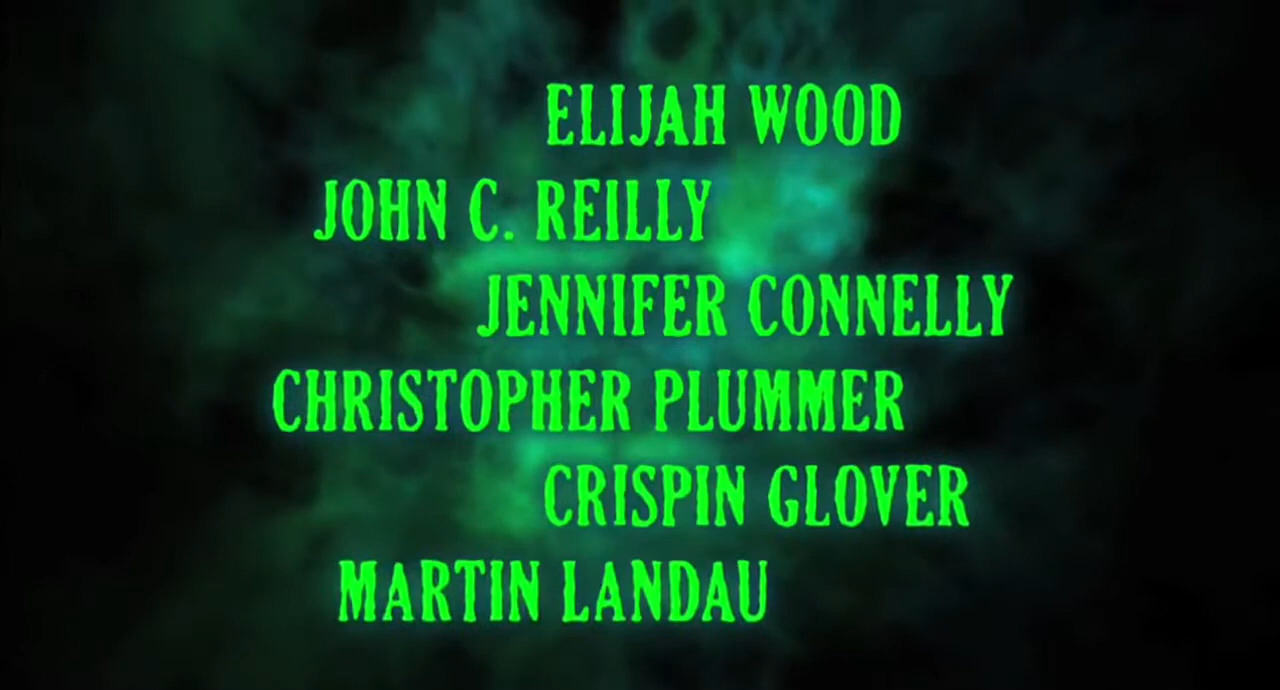 ELIJAH WOOD
JOHN C. REILLY
JENNIFER CONNELLY
CHRISTOPHER PLUMMER
CRISPIN GLOVER
MARTIN LANDAU